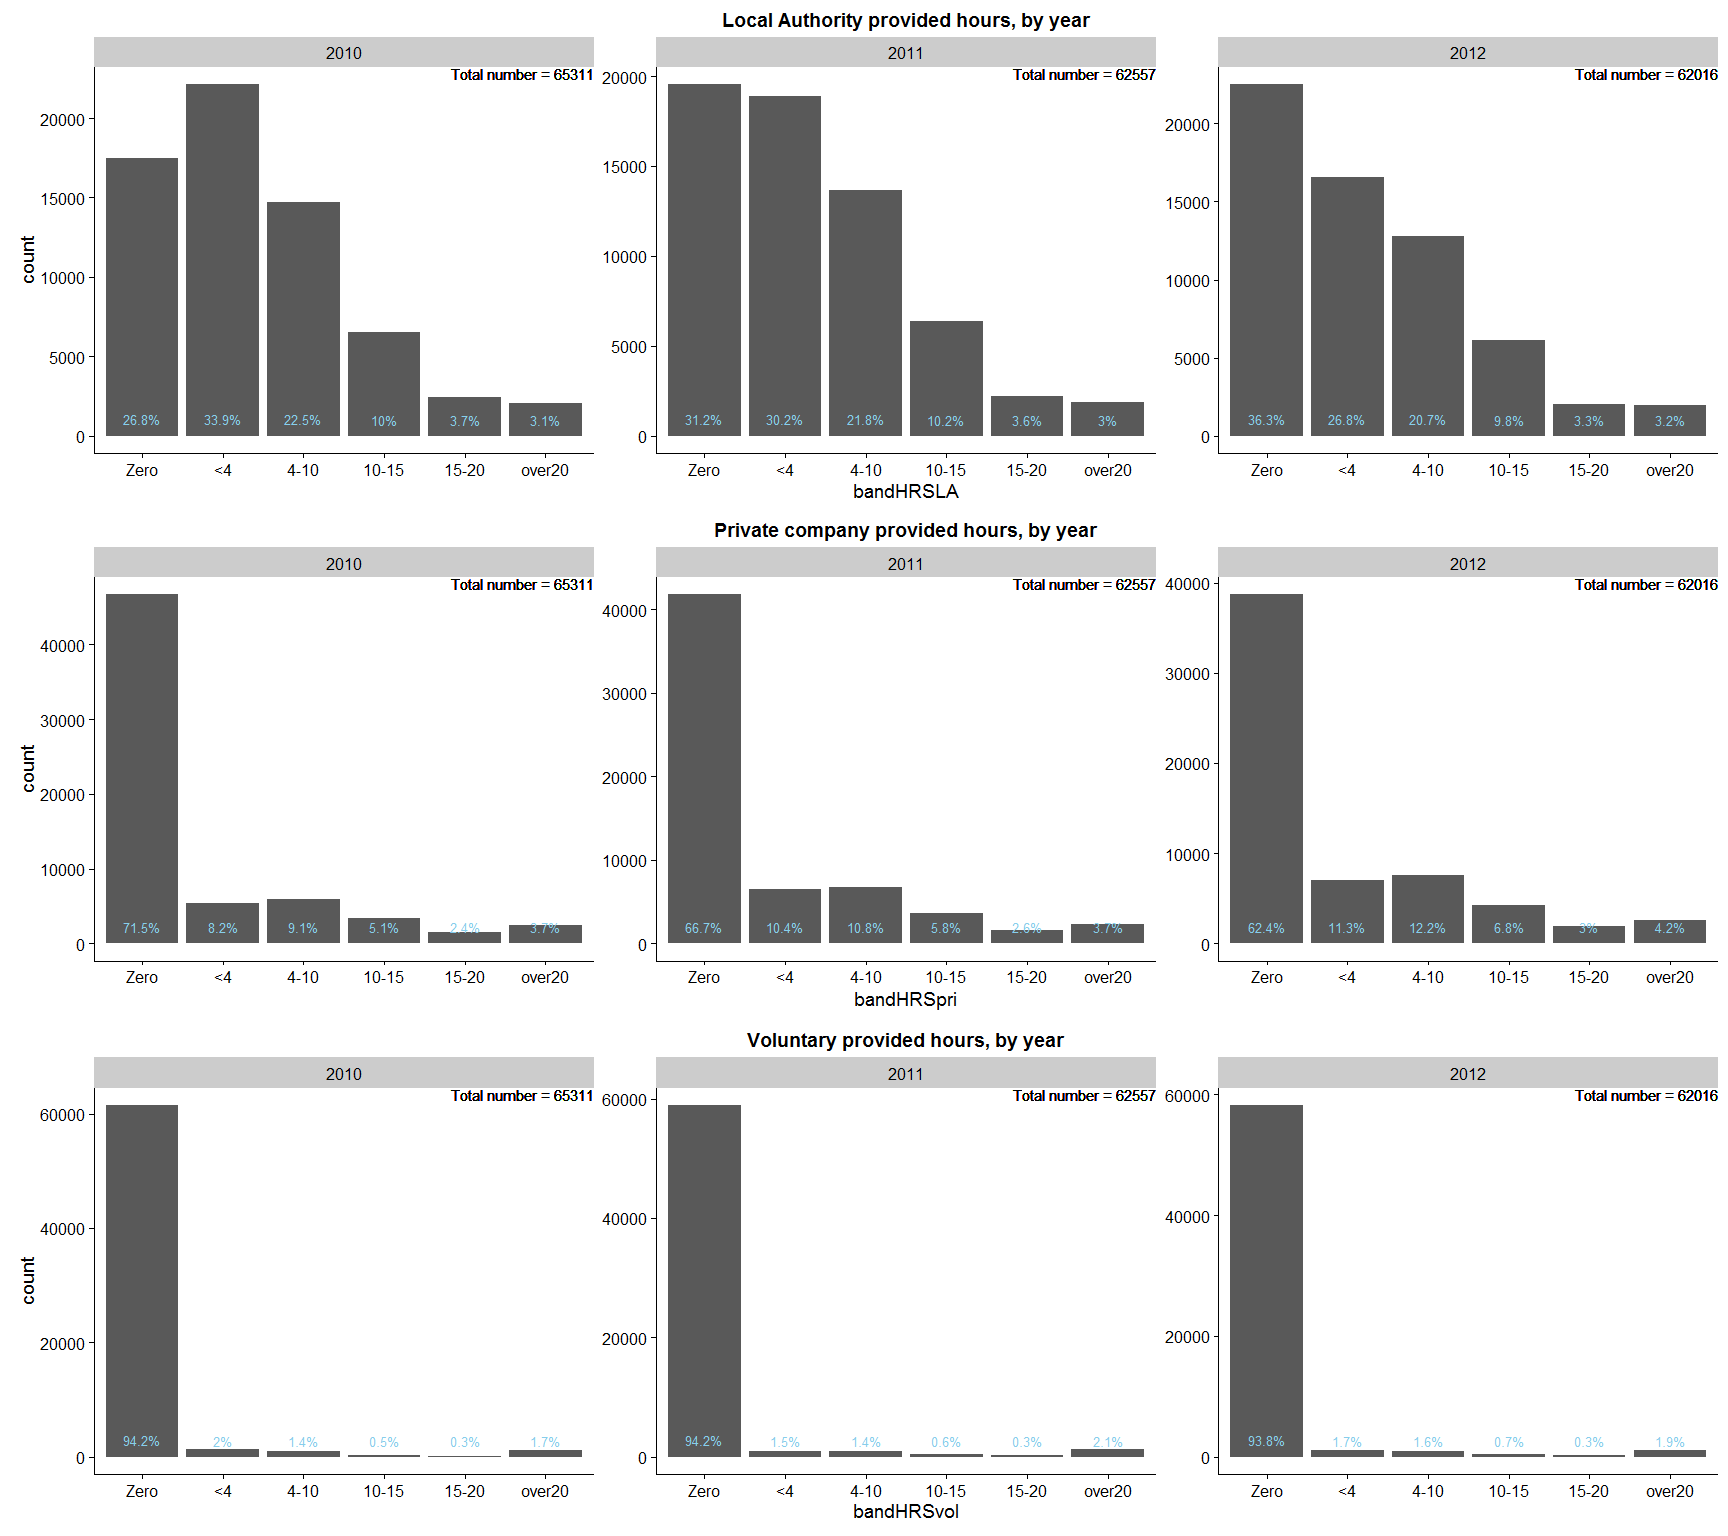 Local Authority provided hours, by year
2010 2011 2012
Total number = 65311 Total number = 62557 Total number = 62016
count
20000
15000
10000
5000
0
26.8% 33.9% 22.5% 10% 3.7% 3.1%
Zero <4 4-10 10-15 15-20 over20
20000
15000
10000
5000
0
31.2% 30.2% 21.8% 10.2% 3.6% 3%
Zero <4 4-10 10-15 15-20 over20
20000
15000
10000
5000
0
36.3% 26.8% 20.7% 9.8% 3.3% 3.2%
Zero <4 4-10 10-15 15-20 over20
bandHRSLA
Private company provided hours, by year
2010 2011 2012
Total number = 65311 Total number = 62557 Total number = 62016
count
40000
30000
20000
10000
0
71.5% 8.2% 9.1% 5.1% 2.4% 3.7%
Zero <4 4-10 10-15 15-20 over20
40000
30000
20000
10000
0
66.7% 10.4% 10.8% 5.8% 2.6% 3.7%
Zero <4 4-10 10-15 15-20 over20
40000
30000
20000
10000
0
62.4% 11.3% 12.2% 6.8% 3% 4.2%
Zero <4 4-10 10-15 15-20 over20
bandHRSpri
Voluntary provided hours, by year
2010 2011 2012
Total number = 65311 Total number = 62557 Total number = 62016
count
60000
40000
20000
0
94.2% 2% 1.4% 0.5% 0.3% 1.7%
Zero <4 4-10 10-15 15-20 over20
60000
40000
20000
0
94.2% 1.5% 1.4% 0.6% 0.3% 2.1%
Zero <4 4-10 10-15 15-20 over20
60000
40000
20000
0
93.8% 1.7% 1.6% 0.7% 0.3% 1.9%
Zero <4 4-10 10-15 15-20 over20
bandHRSvol